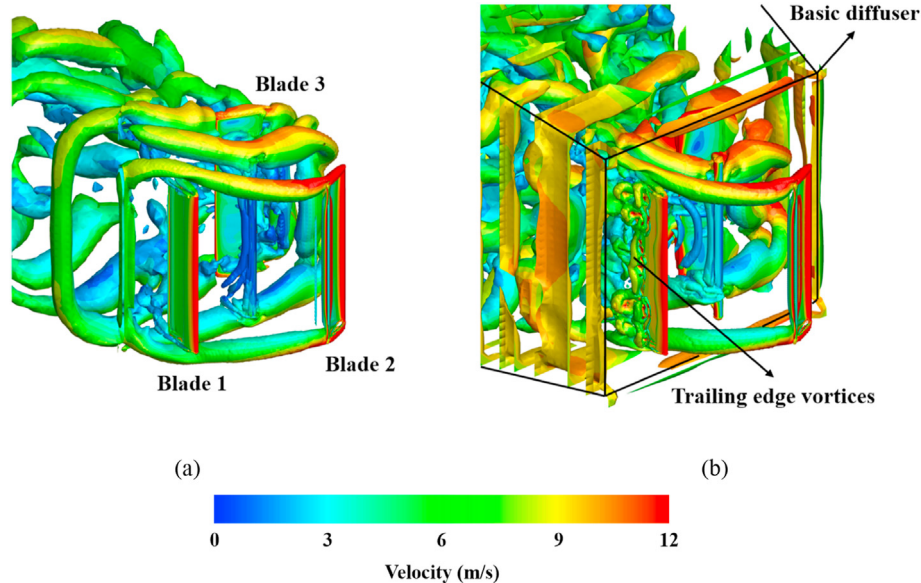 Basic diffuser
Blade 3
Blade 1
Blade 2
Trailing edge vortices
(a)
(b)
0 3 6 9 12
Velocity (m/s)